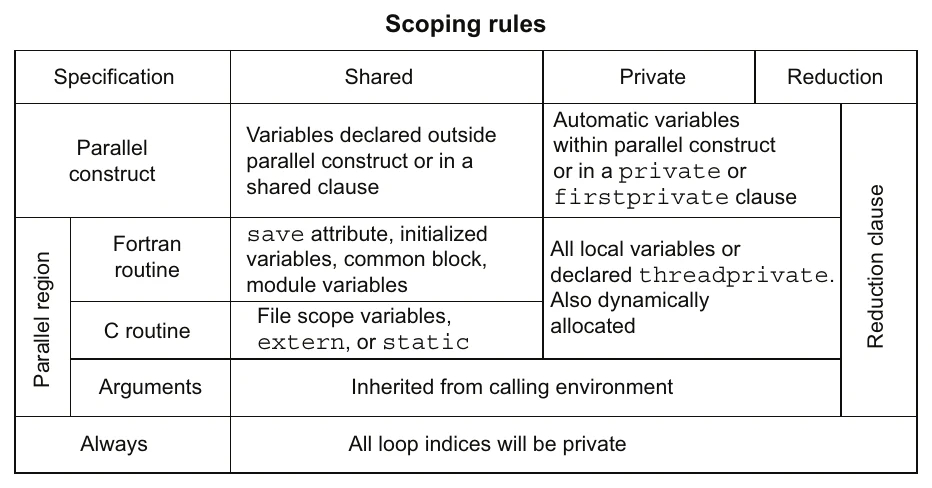 Scoping rules
Specification
Shared
Private
Reduction
Parallel
construct
Variables declared outside
parallel construct or in a
shared clause
Automatic variables
within parallel construct
or in a private or
firstprivate clause
Reduction clause
Parallel region
Fortran
routine
save attribute, initialized
variables, common block,
module variables
All local variables or
declared threadprivate.
Also dynamically
allocated
C routine
File scope variables,
extern, or static
Arguments
Inherited from calling environment
Always
All loop indices will be private